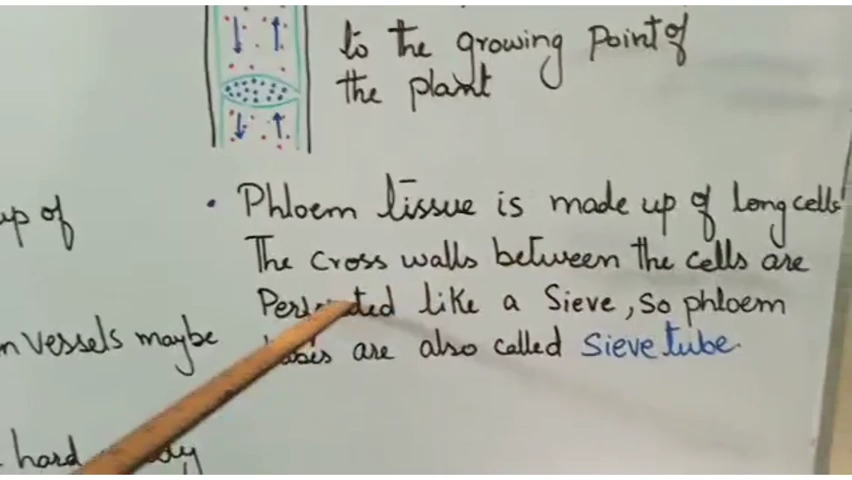 to the growing point of
the plant
up of
• Phloem tissue is made up of long cells
The cross walls between the cells are
like a Sieve, so phloem
vessels maybe
are also called Sieve tube.
hard